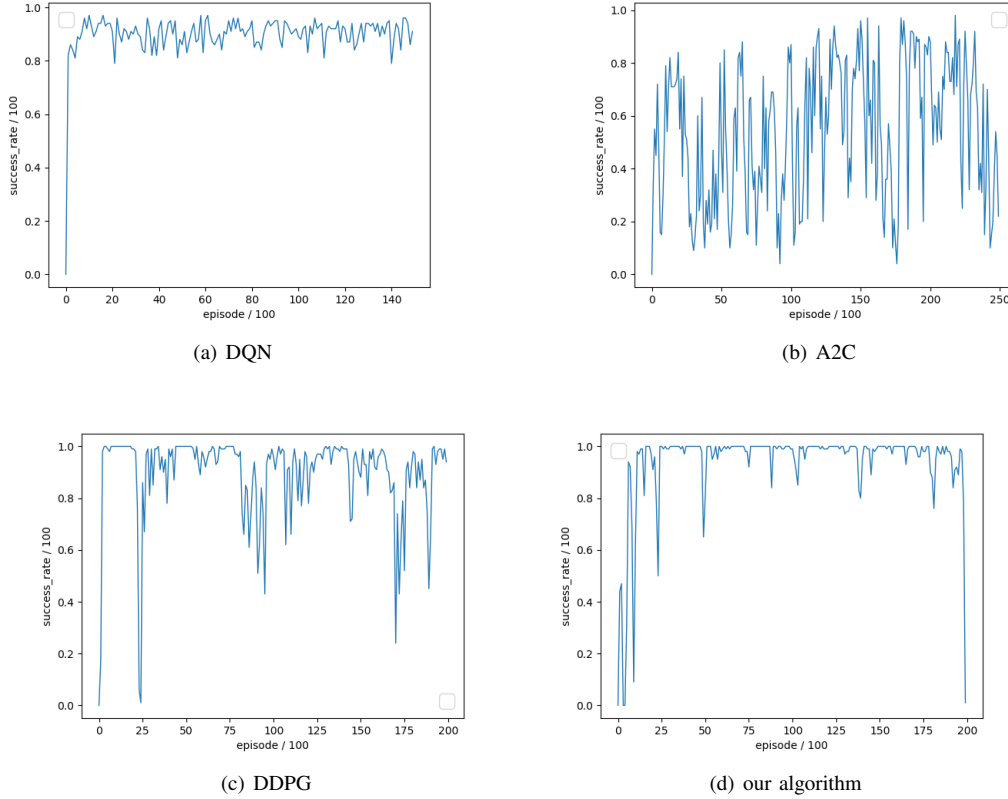 1.0
0.8
0.6
0.4
0.2
0.0
success_rate / 100
0 20 40 60 80 100 120 140
episode / 100
(a) DQN
1.0
0.8
0.6
0.4
0.2
0.0
success_rate / 100
0 50 100 150 200 250
episode / 100
(b) A2C
1.0
0.8
0.6
0.4
0.2
0.0
success_rate / 100
0 25 50 75 100 125 150 175 200
episode / 100
(c) DDPG
1.0
0.8
0.6
0.4
0.2
0.0
success_rate / 100
0 25 50 75 100 125 150 175 200
episode / 100
(d) our algorithm